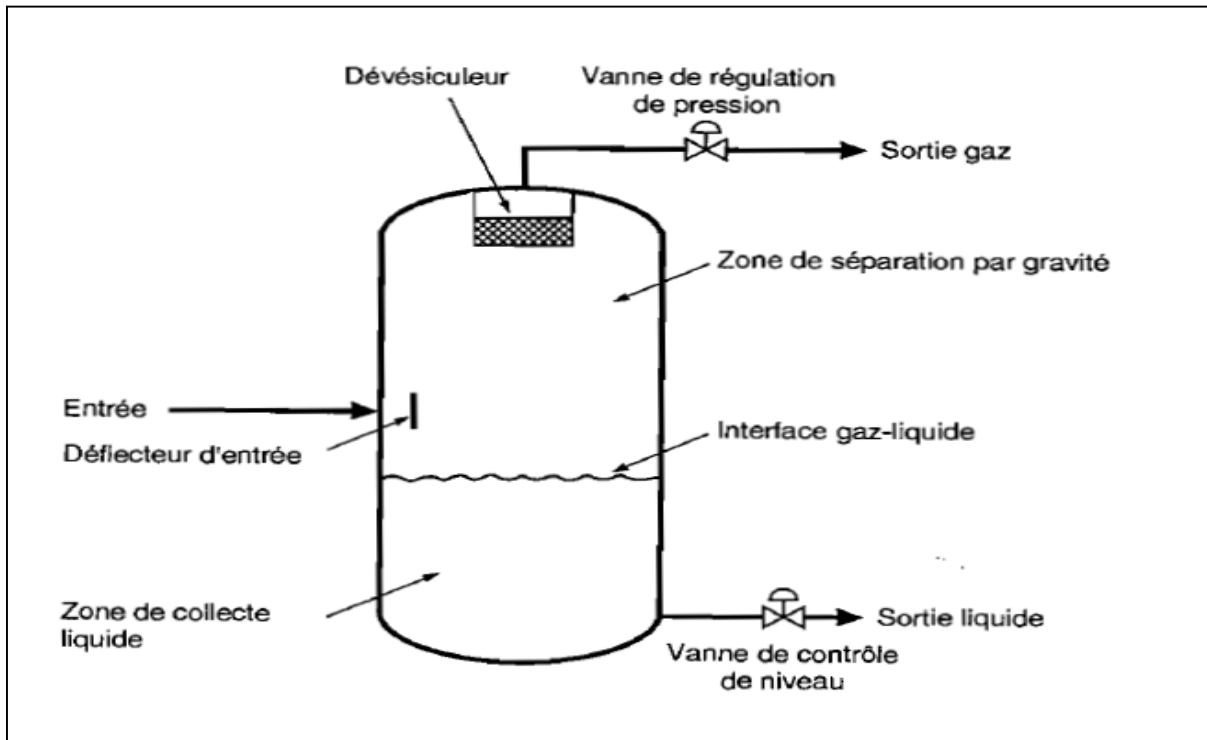 Dévésiculeur
Vanne de régulation
de pression
Sortie gaz
Zone de séparation par gravité
Entrée
Déflecteur d'entrée
Interface gaz-liquide
Zone de collecte
liquide
Sortie liquide
Vanne de contrôle
de niveau